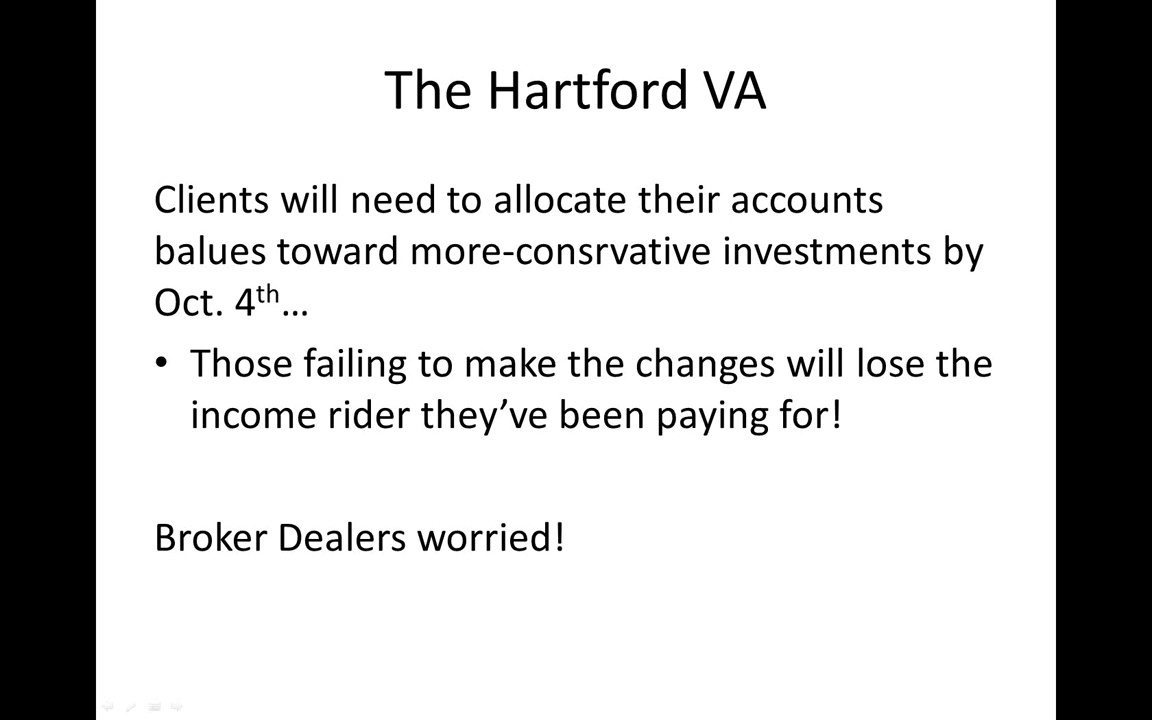 The Hartford VA
Clients will need to allocate their accounts
balues toward more-consrvative investments by
Oct. 4th…
• Those failing to make the changes will lose the
income rider they’ve been paying for!
Broker Dealers worried!